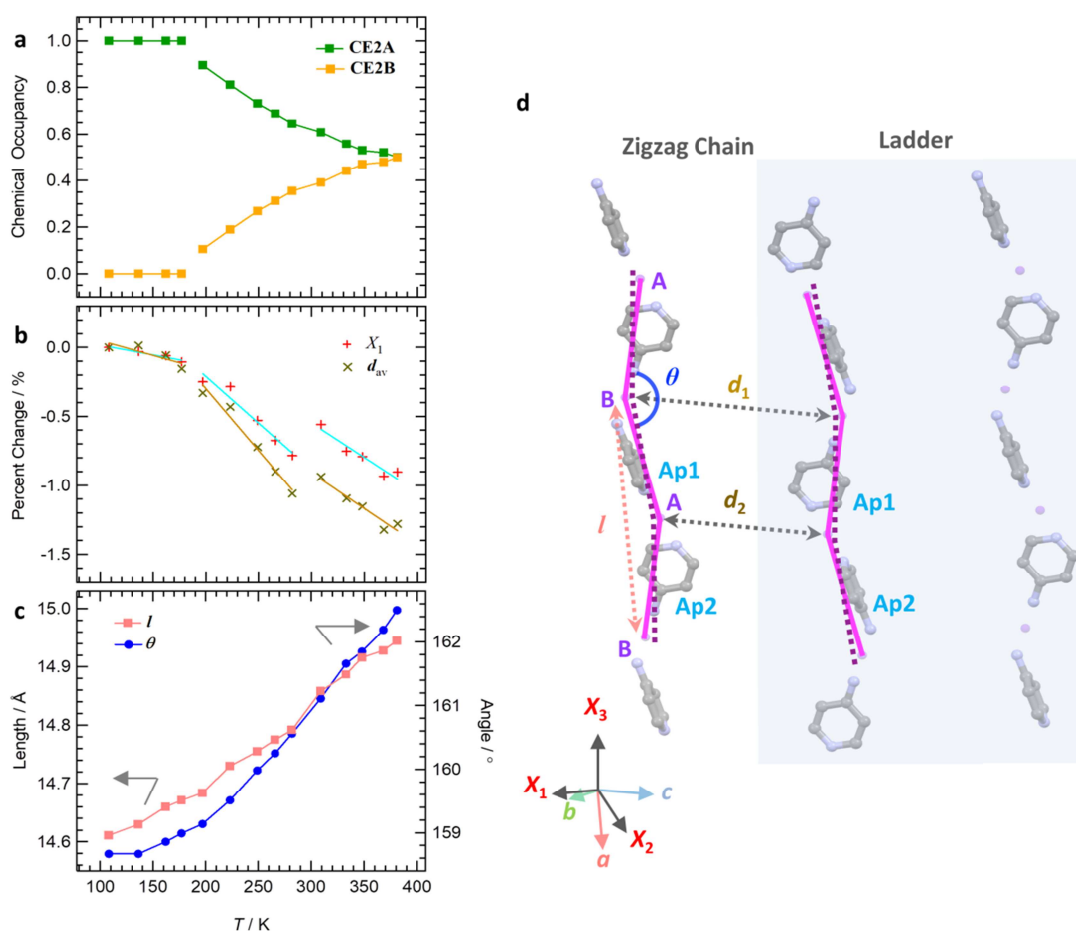 a
1.0
0.8
0.6
0.4
0.2
0.0
Chemical Occupancy
CE2A
CE2B
b
0.0
-0.5
-1.0
-1.5
Percent Change / %
X1
dav
c
15.0
14.9
14.8
14.7
14.6
Length / Å
l
θ
162
161
160
159
Angle / °
100 150 200 250 300 350 400
T / K
d
Zigzag Chain
Ladder
A
θ
d1
B
Ap1
Ap1
A
d2
l
Ap2
Ap2
B
X3
X1
b
c
X2
a